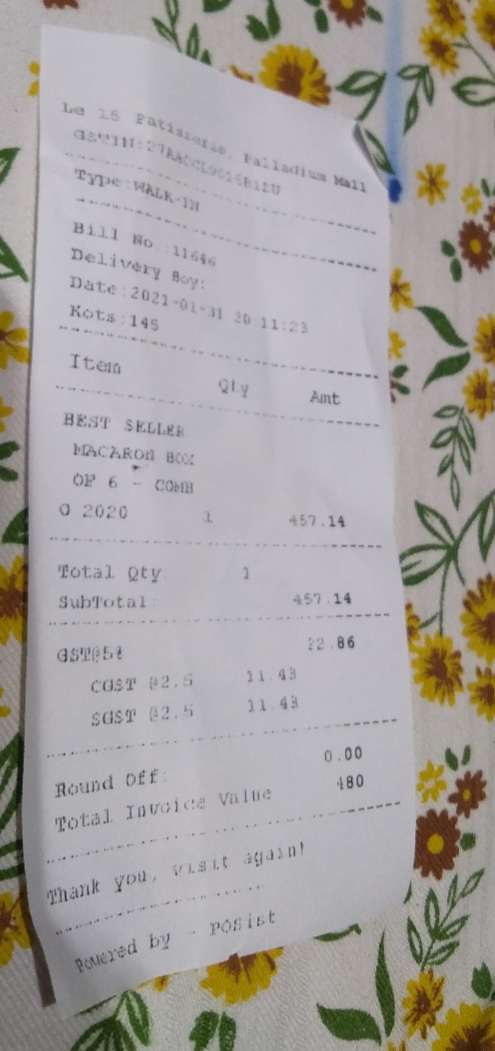 Le 15 Patisserie, Palladium Mall
Type:WALK-IN
Bill No.:11646
Delivery Boy:
Date:2021-01-31 20:11:23
Kots:145
Item Qty Amt
BEST SELLER
MACARON BOX
OF 6 - COMB
O 2020 1 457.14
Total Qty: 1
SubTotal: 457.14
GST@5% 22.86
CGST @2.5 11.43
SGST @2.5 11.43
Round Off: 0.00
Total Invoice Value 480
Thank you, visit again!
Powered by - POSist